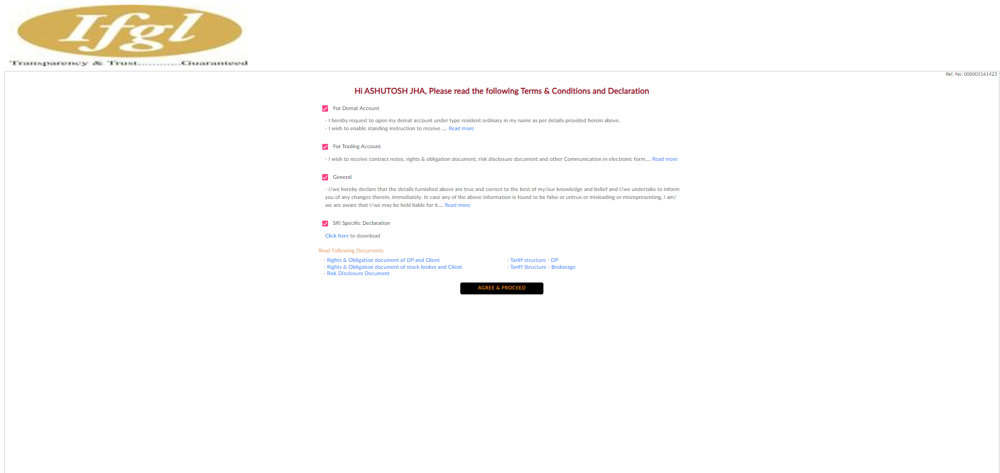 Ifgl
Transparency & Trust............Guaranteed
Ref. No: 000001161423
Hi ASHUTOSH JHA, Please read the following Terms & Conditions and Declaration
For Demat Account
- I hereby request to open my demat account under type resident ordinary in my name as per details provided herein above.
- I wish to enable standing instruction to receive .... Read more
For Trading Account
- I wish to receive contract notes, rights & obligation document, risk disclosure document and other Communication in electronic form.... Read more
General
- I/we hereby declare that the details furnished above are true and correct to the best of my/our knowledge and belief and I/we undertake to inform
you of any changes therein, immediately. In case any of the above information is found to be false or untrue or misleading or misrepresenting, I am/
we are aware that I/we may be held liable for it.... Read more
SRI Specific Declaration
Click here to download
Read Following Documents
- Rights & Obligation document of DP and Client
- Rights & Obligation document of stock broker and Client
- Risk Disclosure Document
- Tariff structure - DP
- Tariff Structure - Brokerage
AGREE & PROCEED